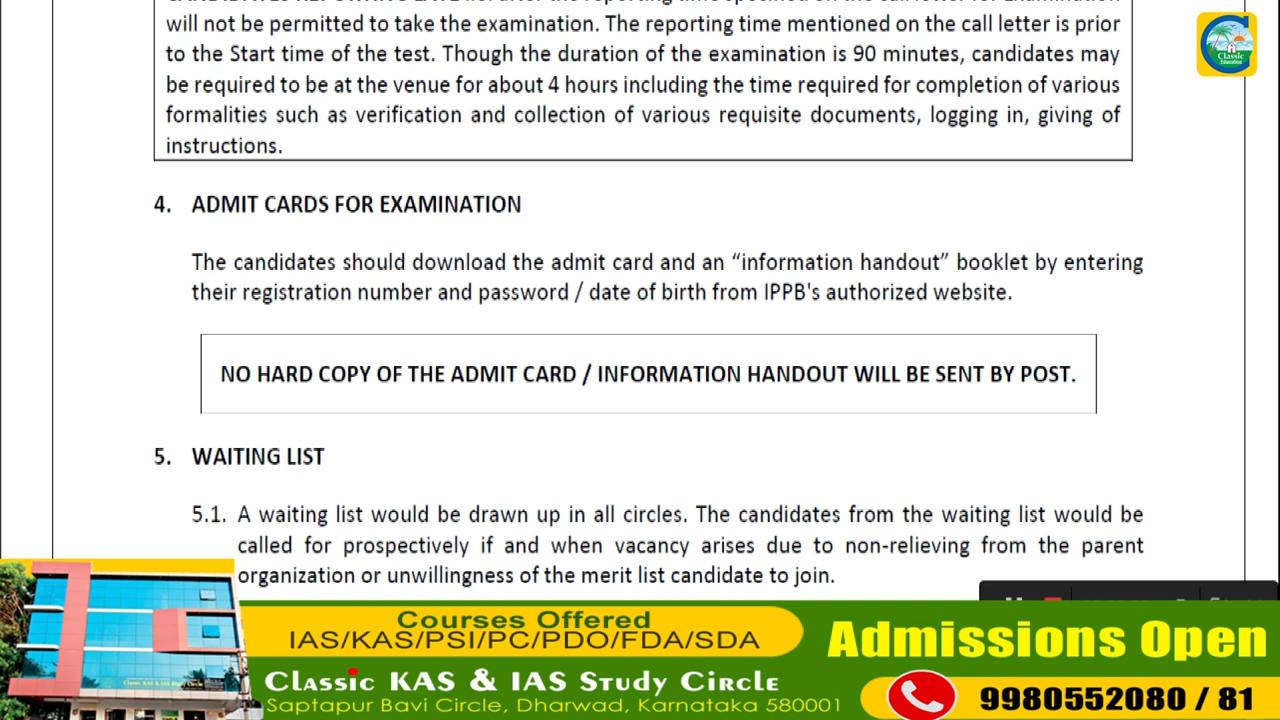 will not be permitted to take the examination. The reporting time mentioned on the call letter is prior
to the Start time of the test. Though the duration of the examination is 90 minutes, candidates may
be required to be at the venue for about 4 hours including the time required for completion of various
formalities such as verification and collection of various requisite documents, logging in, giving of
instructions.
4. ADMIT CARDS FOR EXAMINATION
The candidates should download the admit card and an “information handout” booklet by entering
their registration number and password / date of birth from IPPB's authorized website.
NO HARD COPY OF THE ADMIT CARD / INFORMATION HANDOUT WILL BE SENT BY POST.
5. WAITING LIST
5.1. A waiting list would be drawn up in all circles. The candidates from the waiting list would be
called for prospectively if and when vacancy arises due to non-relieving from the parent
organization or unwillingness of the merit list candidate to join.
Classic
Education
Courses Offered
IAS/KAS/PSI/PC/PDO/FDA/SDA
Classic KAS & IAS Study Circle
Saptapur Bavi Circle, Dharwad, Karnataka 580001
Admissions Open
9980552080 / 81